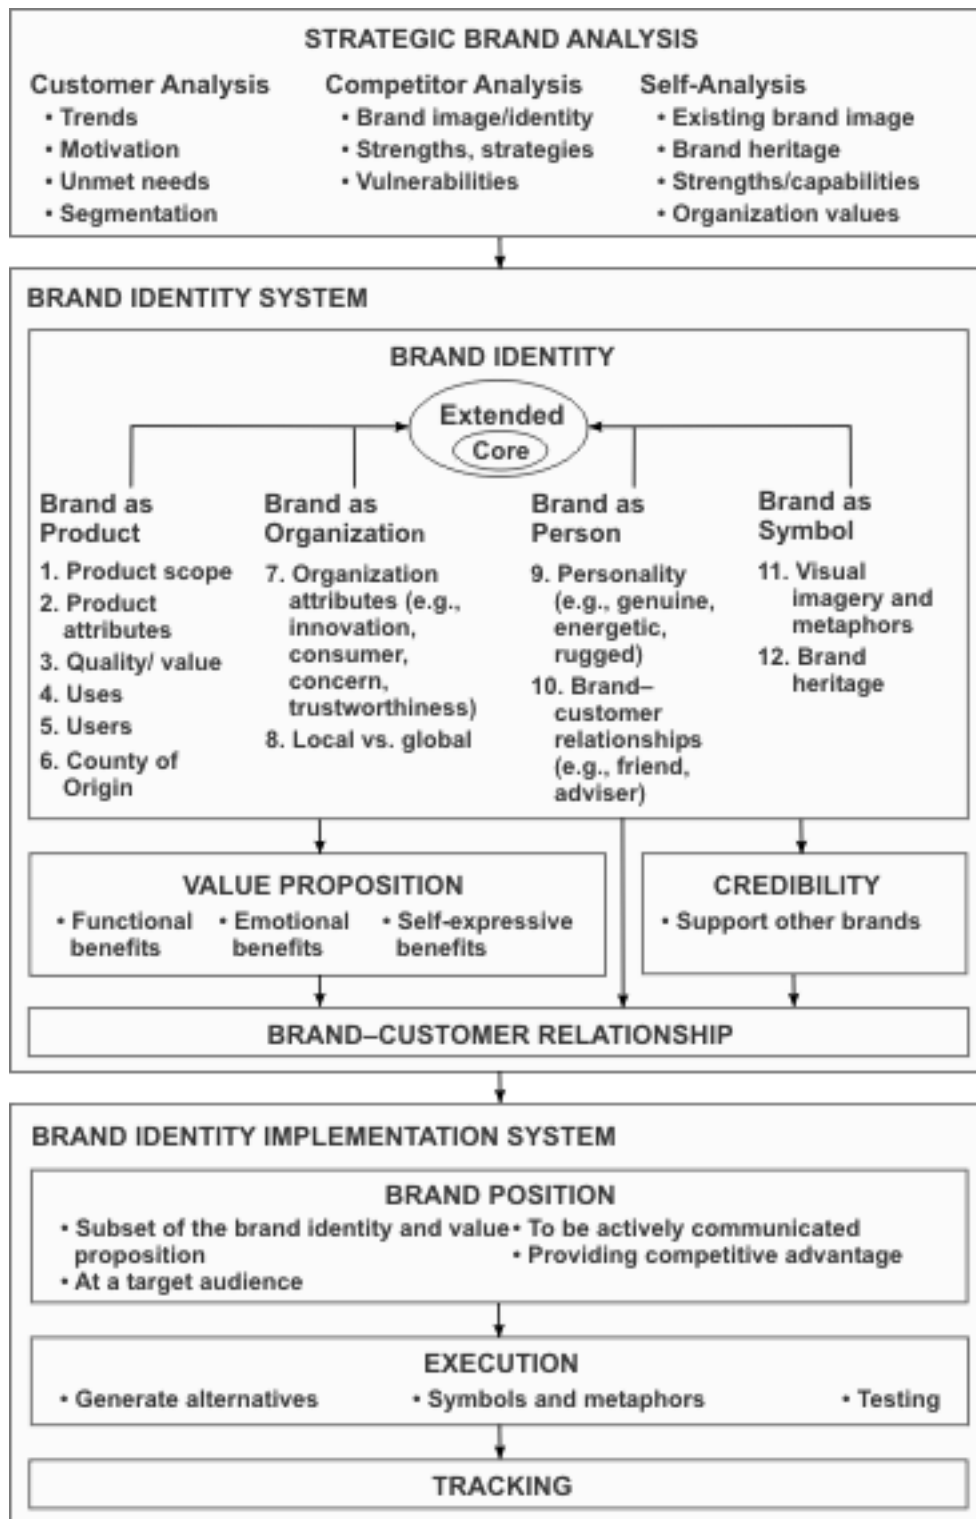 STRATEGIC BRAND ANALYSIS
Customer Analysis
• Trends
• Motivation
• Unmet needs
• Segmentation
Competitor Analysis
• Brand image/identity
• Strengths, strategies
• Vulnerabilities
Self-Analysis
• Existing brand image
• Brand heritage
• Strengths/capabilities
• Organization values
BRAND IDENTITY SYSTEM
BRAND IDENTITY
Extended
Core
Brand as
Product
1. Product scope
2. Product
attributes
3. Quality/ value
4. Uses
5. Users
6. County of
Origin
Brand as
Organization
7. Organization
attributes (e.g.,
innovation,
consumer,
concern,
trustworthiness)
8. Local vs. global
Brand as
Person
9. Personality
(e.g., genuine,
energetic,
rugged)
10. Brand–
customer
relationships
(e.g., friend,
adviser)
Brand as
Symbol
11. Visual
imagery and
metaphors
12. Brand
heritage
VALUE PROPOSITION
• Functional
benefits
• Emotional
benefits
• Self-expressive
benefits
CREDIBILITY
• Support other brands
BRAND–CUSTOMER RELATIONSHIP
BRAND IDENTITY IMPLEMENTATION SYSTEM
BRAND POSITION
• Subset of the brand identity and value
proposition
• At a target audience
• To be actively communicated
• Providing competitive advantage
EXECUTION
• Generate alternatives
• Symbols and metaphors
• Testing
TRACKING